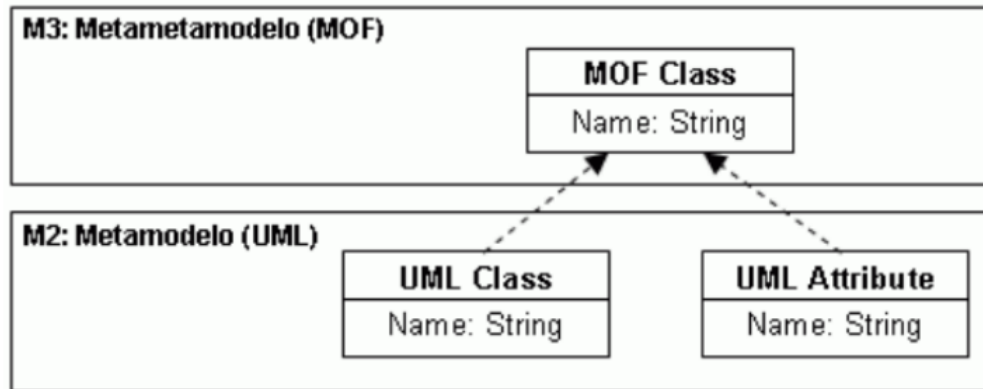 M3: Metametamodelo (MOF)
MOF Class
Name: String
M2: Metamodelo (UML)
UML Class
Name: String
UML Attribute
Name: String